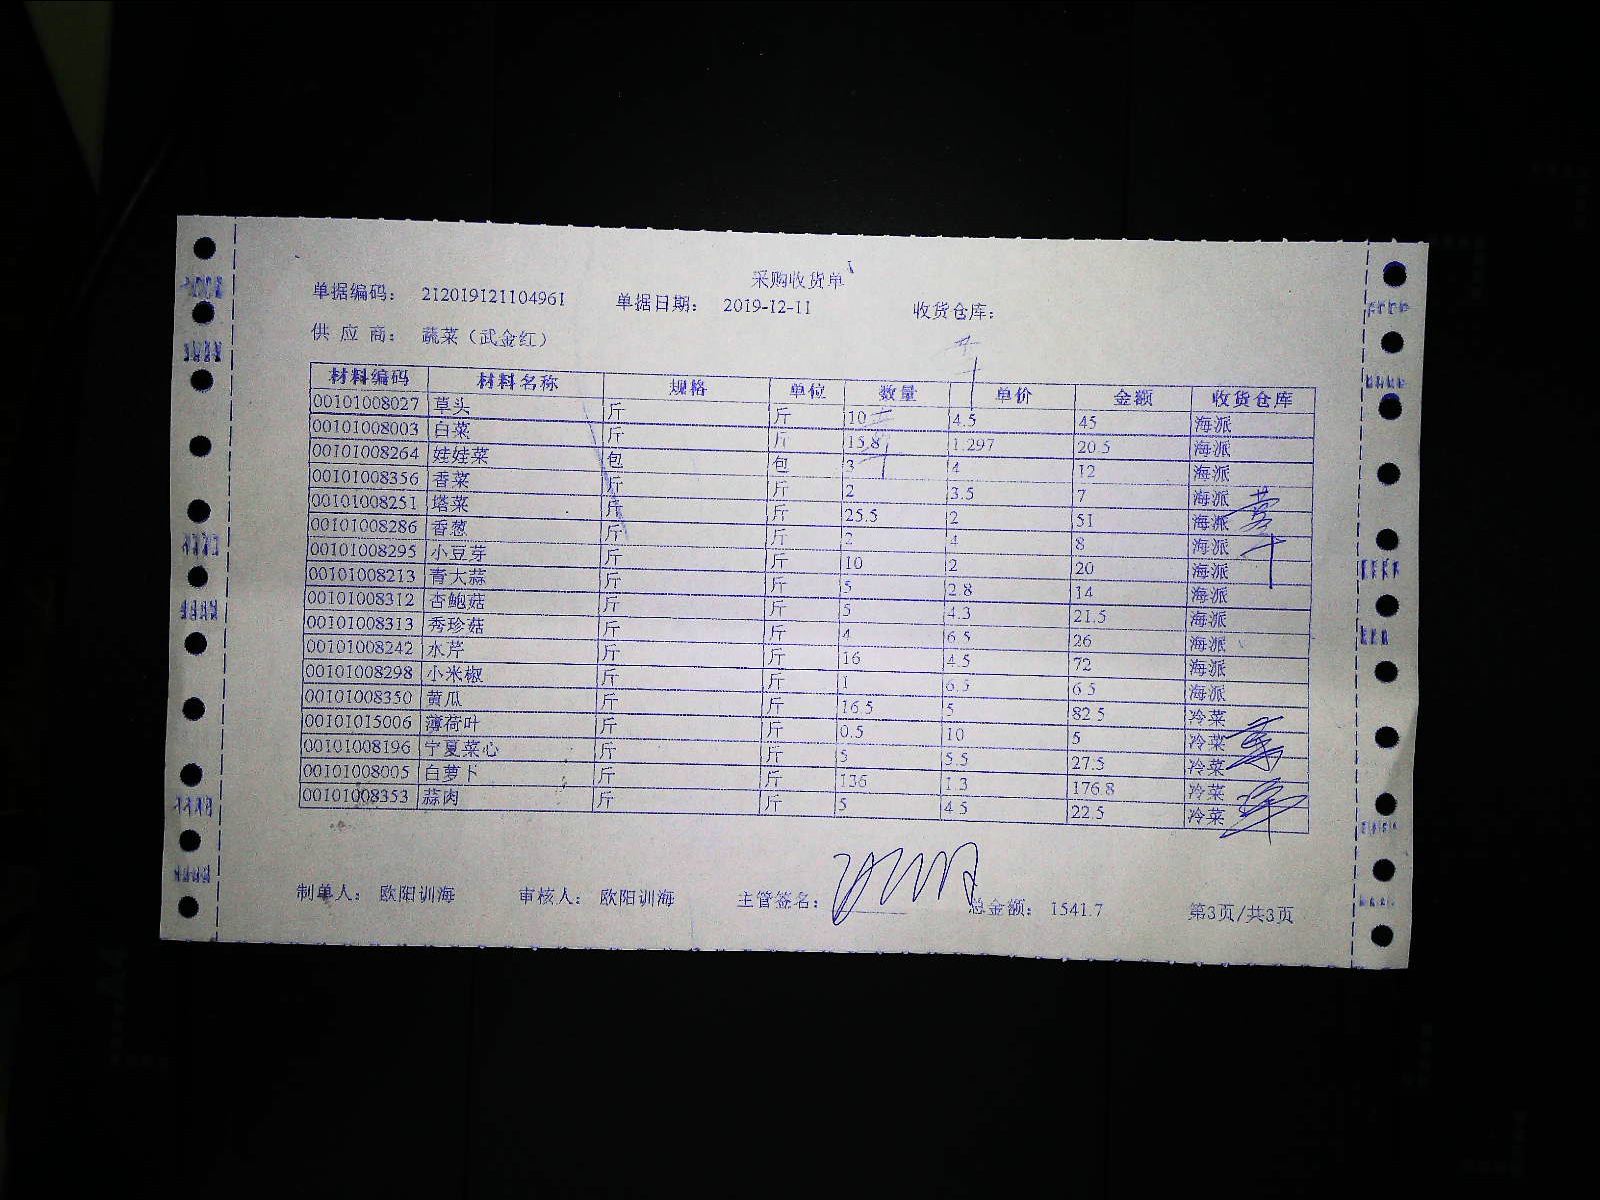 采购收货单
单据编码： 212019121104961 单据日期： 2019-12-11 收货仓库：
供 应 商： 蔬菜（武金红）
材料编码 材料名称 规格 单位 数量 单价 金额 收货仓库
00101008027 草头 斤 斤 10 4.5 45 海派
00101008003 白菜 斤 斤 15.8 1.297 20.5 海派
00101008264 娃娃菜 包 包 3 4 12 海派
00101008356 香菜 斤 斤 2 3.5 7 海派
00101008251 塔菜 斤 斤 25.5 2 51 海派
00101008286 香葱 斤 斤 2 4 8 海派
00101008295 小豆芽 斤 斤 10 2 20 海派
00101008213 青大蒜 斤 斤 5 2.8 14 海派
00101008312 杏鲍菇 斤 斤 5 4.3 21.5 海派
00101008313 秀珍菇 斤 斤 4 6.5 26 海派
00101008242 水芹 斤 斤 16 4.5 72 海派
00101008298 小米椒 斤 斤 1 6.5 6.5 海派
00101008350 黄瓜 斤 斤 16.5 5 82.5 冷菜
00101015006 薄荷叶 斤 斤 0.5 10 5 冷菜
00101008196 宁夏菜心 斤 斤 5 5.5 27.5 冷菜
00101008005 白萝卜 斤 斤 136 1.3 176.8 冷菜
00101008353 蒜肉 斤 斤 5 4.5 22.5 冷菜
制单人： 欧阳训海 审核人： 欧阳训海 主管签名： 总金额： 1541.7 第3页/共3页